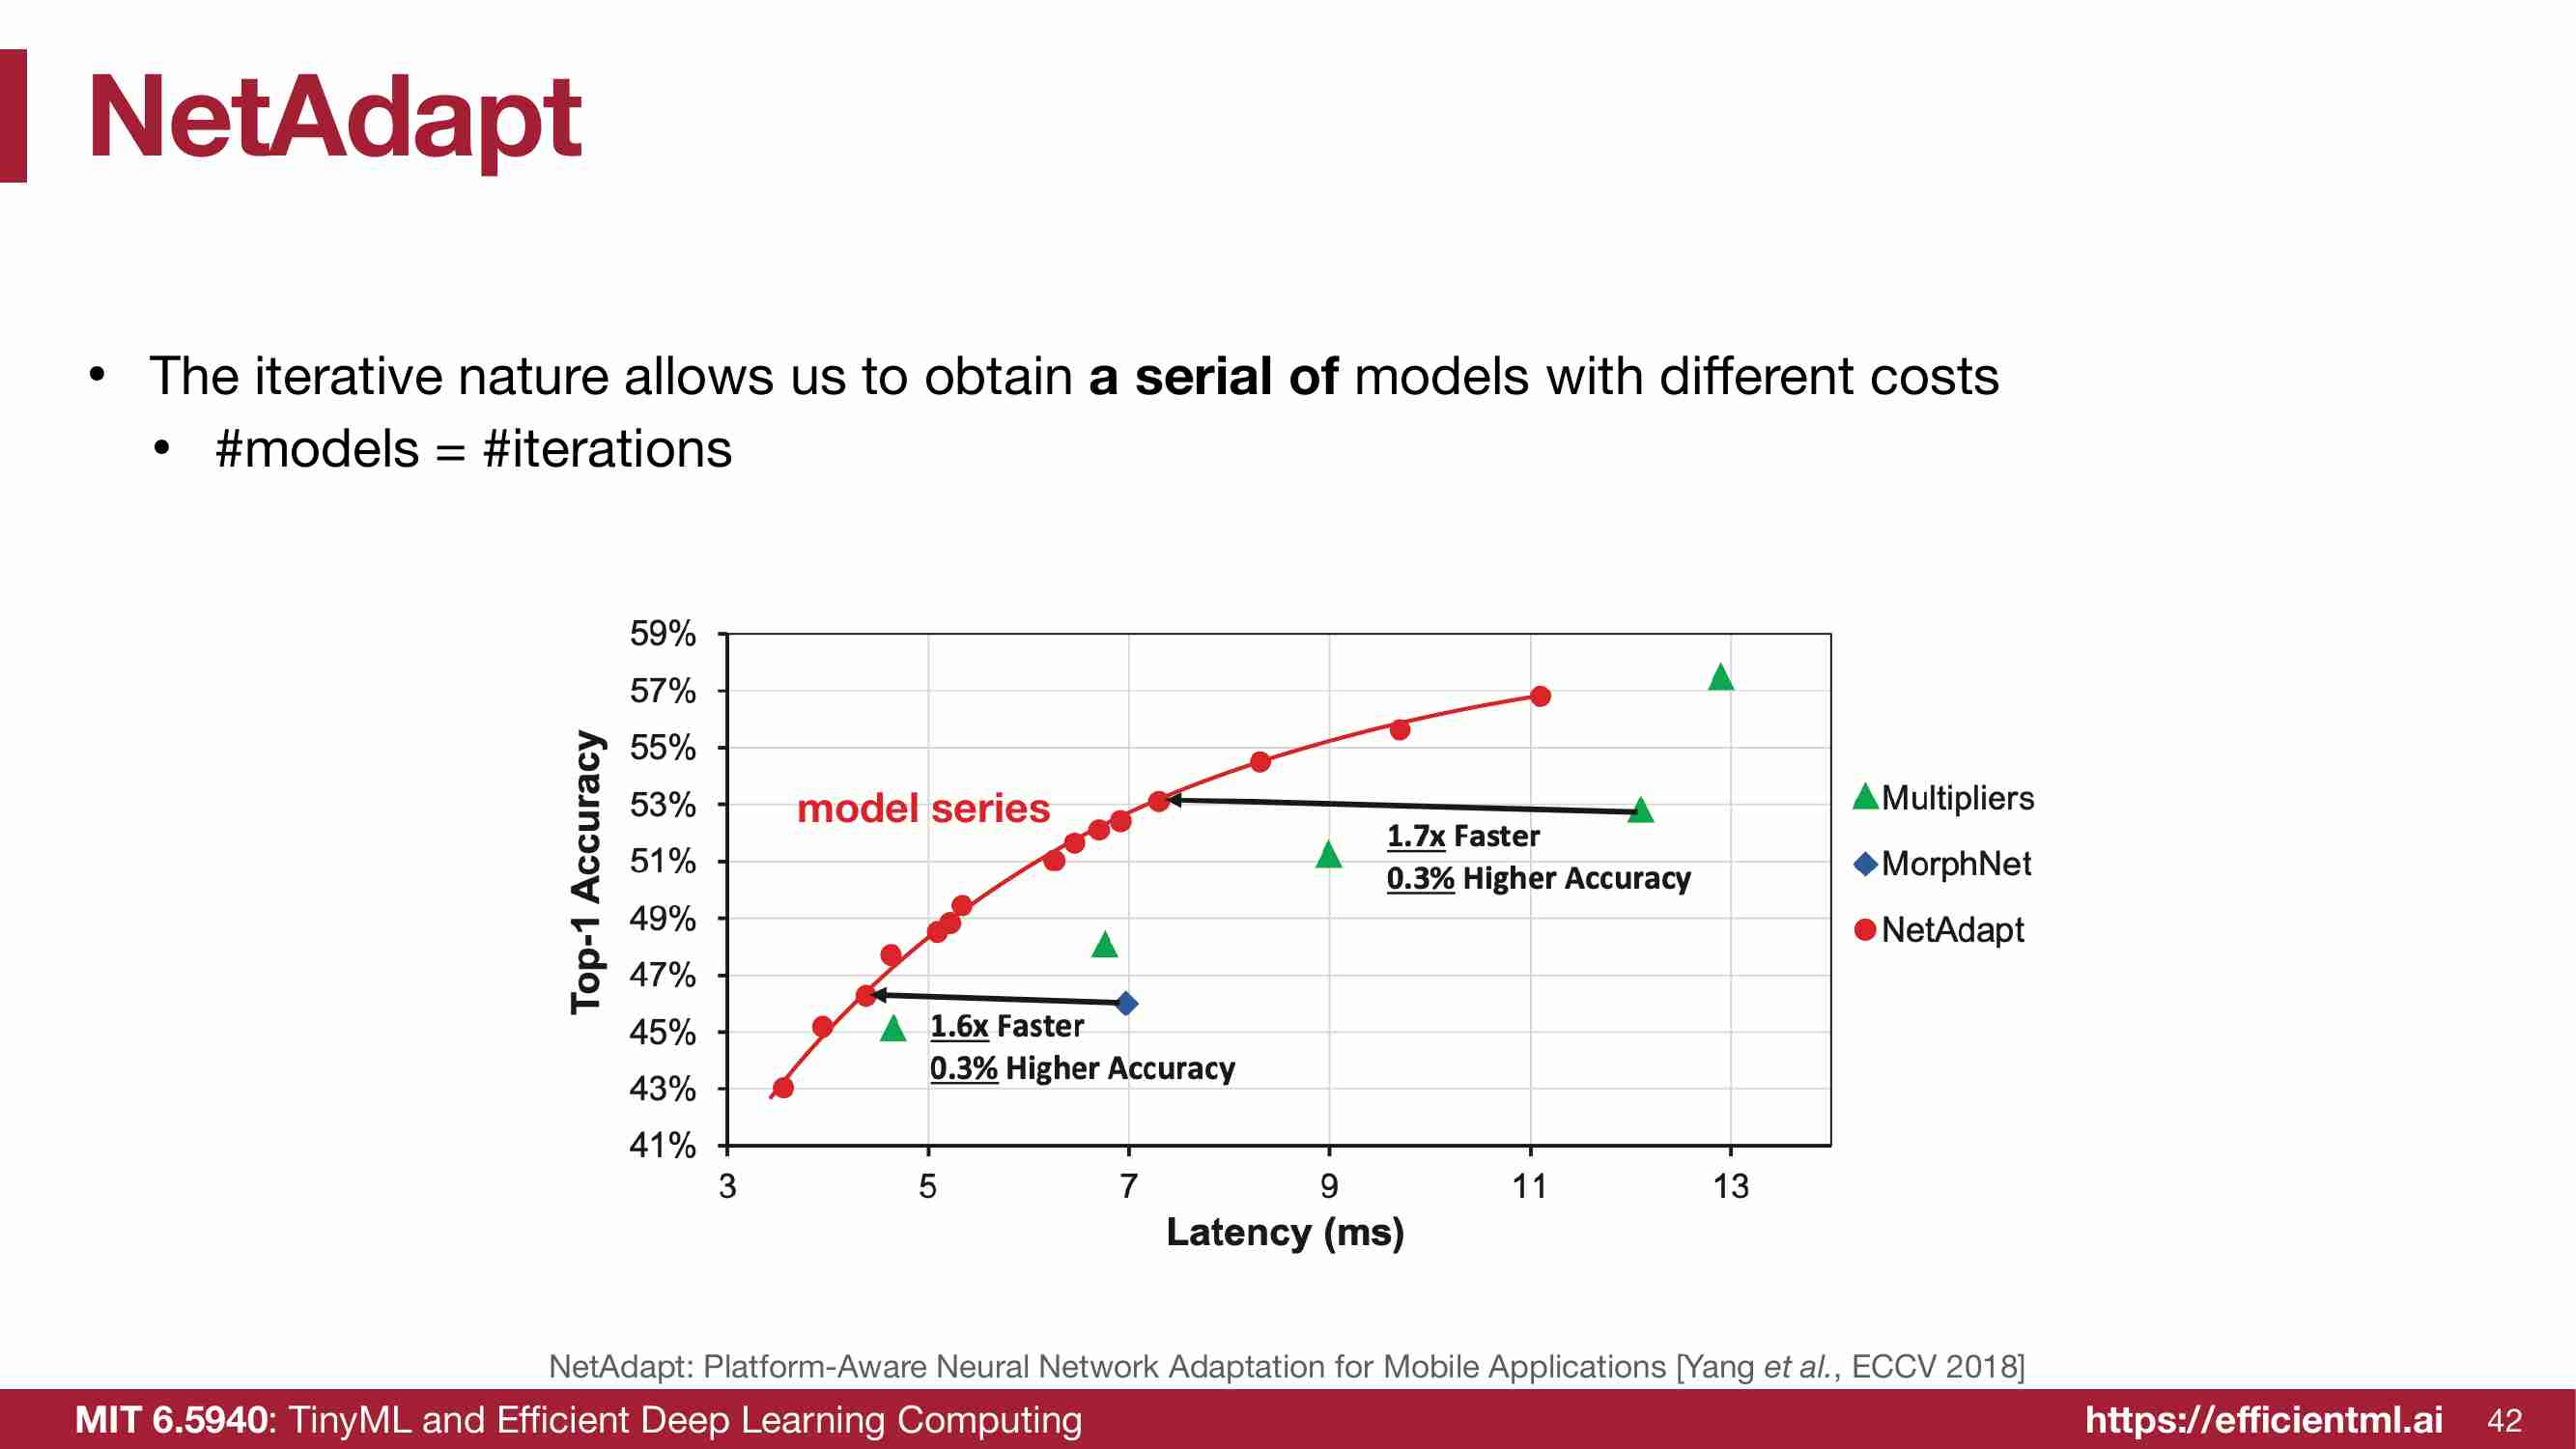 NetAdapt
• The iterative nature allows us to obtain a serial of models with different costs
• #models = #iterations
59%
57%
55%
53%
51%
49%
47%
45%
43%
41%
Top-1 Accuracy
model series
1.7x Faster
0.3% Higher Accuracy
1.6x Faster
0.3% Higher Accuracy
Multipliers
MorphNet
NetAdapt
3 5 7 9 11 13
Latency (ms)
NetAdapt: Platform-Aware Neural Network Adaptation for Mobile Applications [Yang et al., ECCV 2018]
MIT 6.5940: TinyML and Efficient Deep Learning Computing https://efficientml.ai 42